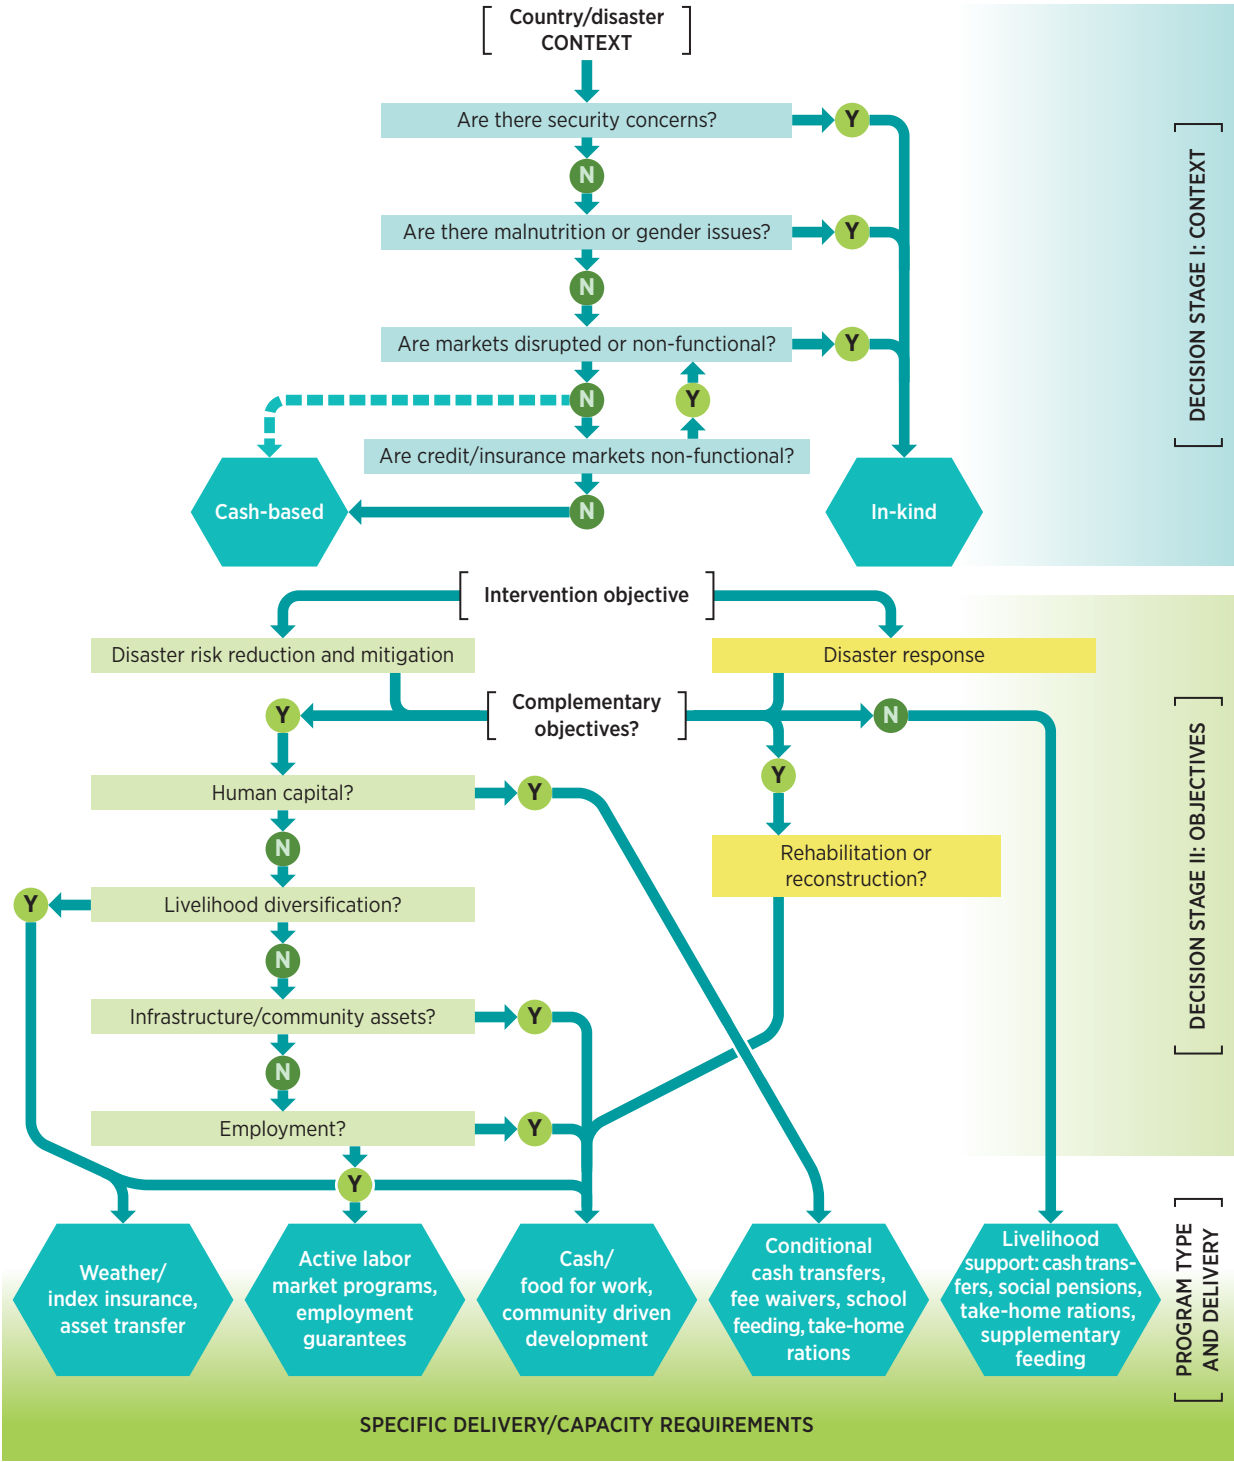 Country/disaster
CONTEXT
Are there security concerns?
Y
N
Are there malnutrition or gender issues?
Y
N
Are markets disrupted or non-functional?
Y
N
Y
Are credit/insurance markets non-functional?
N
Cash-based
In-kind
DECISION STAGE I: CONTEXT
Intervention objective
Disaster risk reduction and mitigation
Disaster response
Complementary
objectives?
Y
N
Y
Human capital?
Y
N
Rehabilitation or
reconstruction?
Livelihood diversification?
Y
N
Infrastructure/community assets?
Y
N
Employment?
Y
Y
DECISION STAGE II: OBJECTIVES
Weather/
index insurance,
asset transfer
Active labor
market programs,
employment
guarantees
Cash/
food for work,
community driven
development
Conditional
cash transfers,
fee waivers, school
feeding, take-home
rations
Livelihood
support: cash trans-
fers, social pensions,
take-home rations,
supplementary
feeding
PROGRAM TYPE
AND DELIVERY
SPECIFIC DELIVERY/CAPACITY REQUIREMENTS